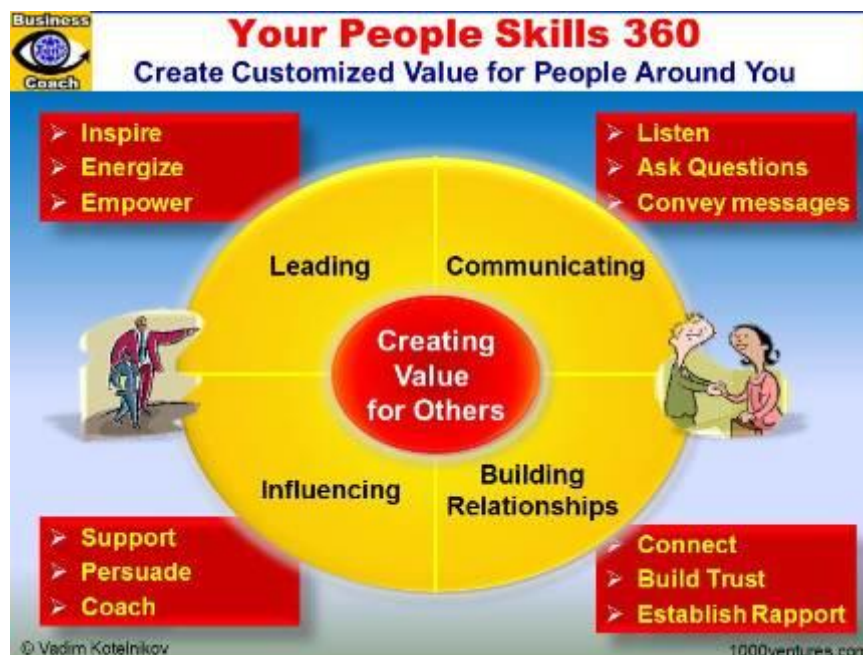 Business
Coach
Your People Skills 360
Create Customized Value for People Around You
➢ Inspire
➢ Energize
➢ Empower
➢ Listen
➢ Ask Questions
➢ Convey messages
Leading
Communicating
Creating
Value
for Others
Influencing
Building
Relationships
➢ Support
➢ Persuade
➢ Coach
➢ Connect
➢ Build Trust
➢ Establish Rapport
© Vadim Kotelnikov
1000ventures.com